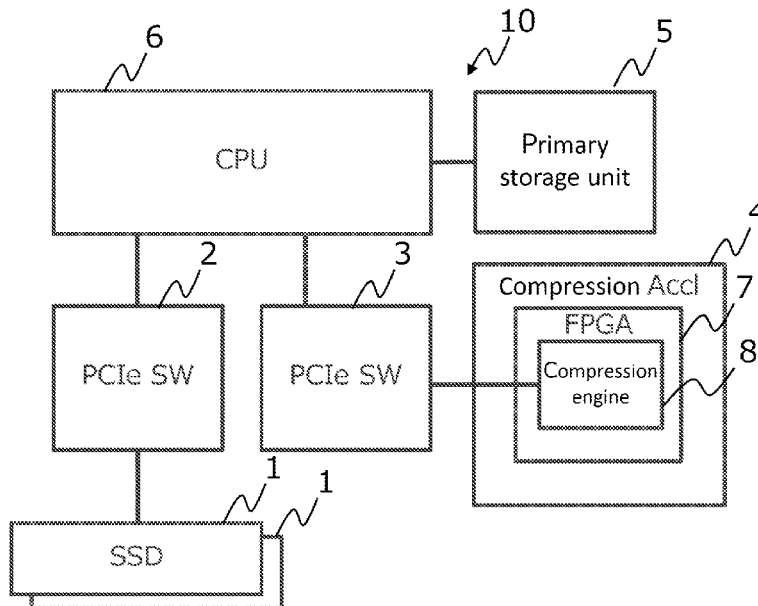 6
10
5
CPU
Primary
storage unit
2
3
4
Compression Accl
7
FPGA
PCIe SW
PCIe SW
Compression
engine
8
1
1
SSD